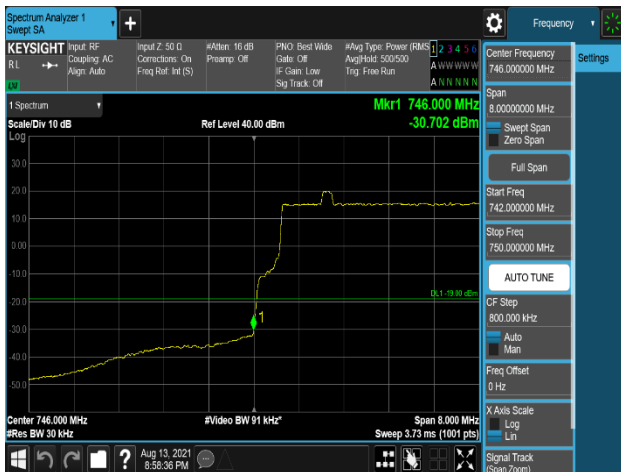 Spectrum Analyzer 1
Swept SA
+
Frequency
KEYSIGHT
RL
Input: RF
Coupling: AC
Align: Auto
Input Z: 50 Ω
Corrections: On
Freq Ref: Int (S)
#Atten: 16 dB
Preamp: Off
PNO: Best Wide
Gate: Off
IF Gain: Low
Sig Track: Off
#Avg Type: Power (RMS
Avg|Hold: 500/500
Trig: Free Run
1 2 3 4 5 6
A W W W W W
A N N N N N
1 Spectrum
Scale/Div 10 dB
Log
Ref Level 40.00 dBm
Mkr1 746.000 MHz
-30.702 dBm
30.0
20.0
10.0
0.00
-10.0
-20.0
-30.0
-40.0
-50.0
DL1 -19.00 dBm
1
Center 746.000 MHz
#Res BW 30 kHz
#Video BW 91 kHz*
Span 8.000 MHz
Sweep 3.73 ms (1001 pts)
Aug 13, 2021
8:58:36 PM
?
Center Frequency
746.000000 MHz
Settings
Span
8.00000000 MHz
Swept Span
Zero Span
Full Span
Start Freq
742.000000 MHz
Stop Freq
750.000000 MHz
AUTO TUNE
CF Step
800.000 kHz
Auto
Man
Freq Offset
0 Hz
X Axis Scale
Log
Lin
Signal Track
(Span Zoom)